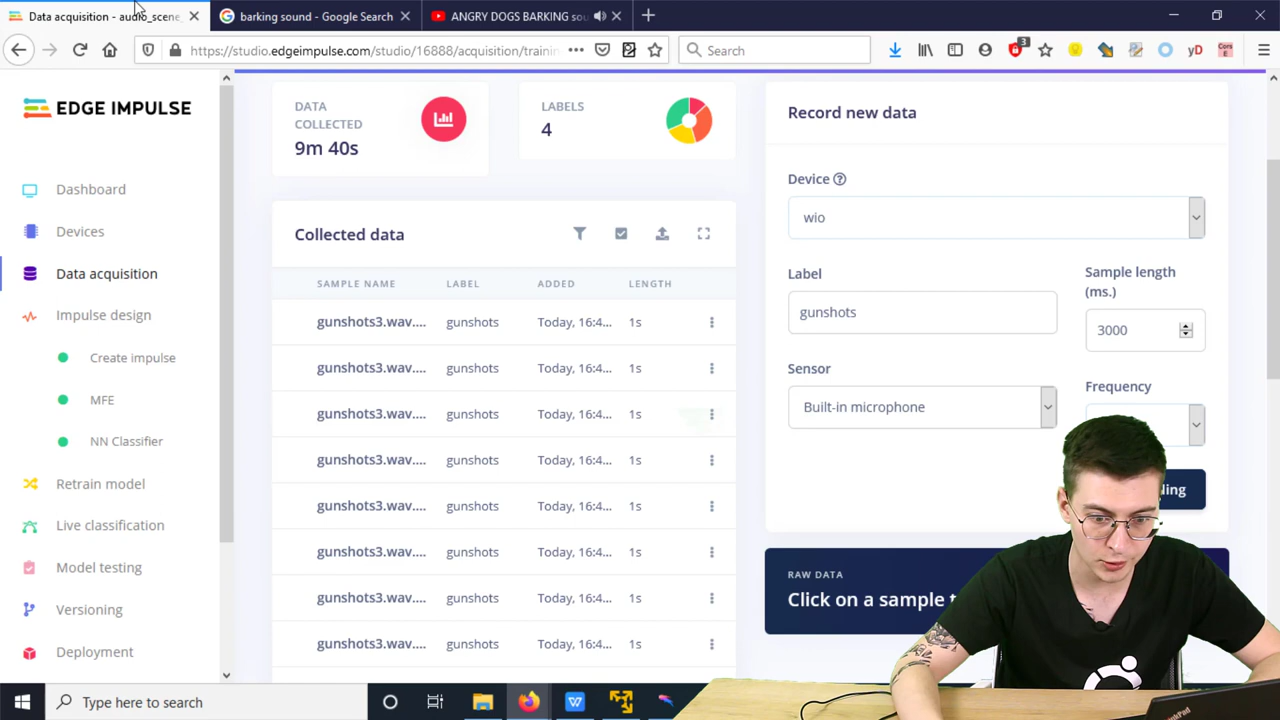 Data acquisition - audio_scene_
barking sound - Google Search
ANGRY DOGS BARKING sou
https://studio.edgeimpulse.com/studio/16888/acquisition/trainin
Search
3
yD
EDGE IMPULSE
Dashboard
Devices
Data acquisition
Impulse design
Create impulse
MFE
NN Classifier
Retrain model
Live classification
Model testing
Versioning
Deployment
DATA
COLLECTED
9m 40s
LABELS
4
Collected data
SAMPLE NAME LABEL ADDED LENGTH
gunshots3.wav.... gunshots Today, 16:4... 1s
gunshots3.wav.... gunshots Today, 16:4... 1s
gunshots3.wav.... gunshots Today, 16:4... 1s
gunshots3.wav.... gunshots Today, 16:4... 1s
gunshots3.wav.... gunshots Today, 16:4... 1s
gunshots3.wav.... gunshots Today, 16:4... 1s
gunshots3.wav.... gunshots Today, 16:4... 1s
gunshots3.wav.... gunshots Today, 16:4... 1s
Record new data
Device
wio
Label
gunshots
Sample length
(ms.)
3000
Sensor
Built-in microphone
Frequency
ling
RAW DATA
Click on a sample t
Type here to search